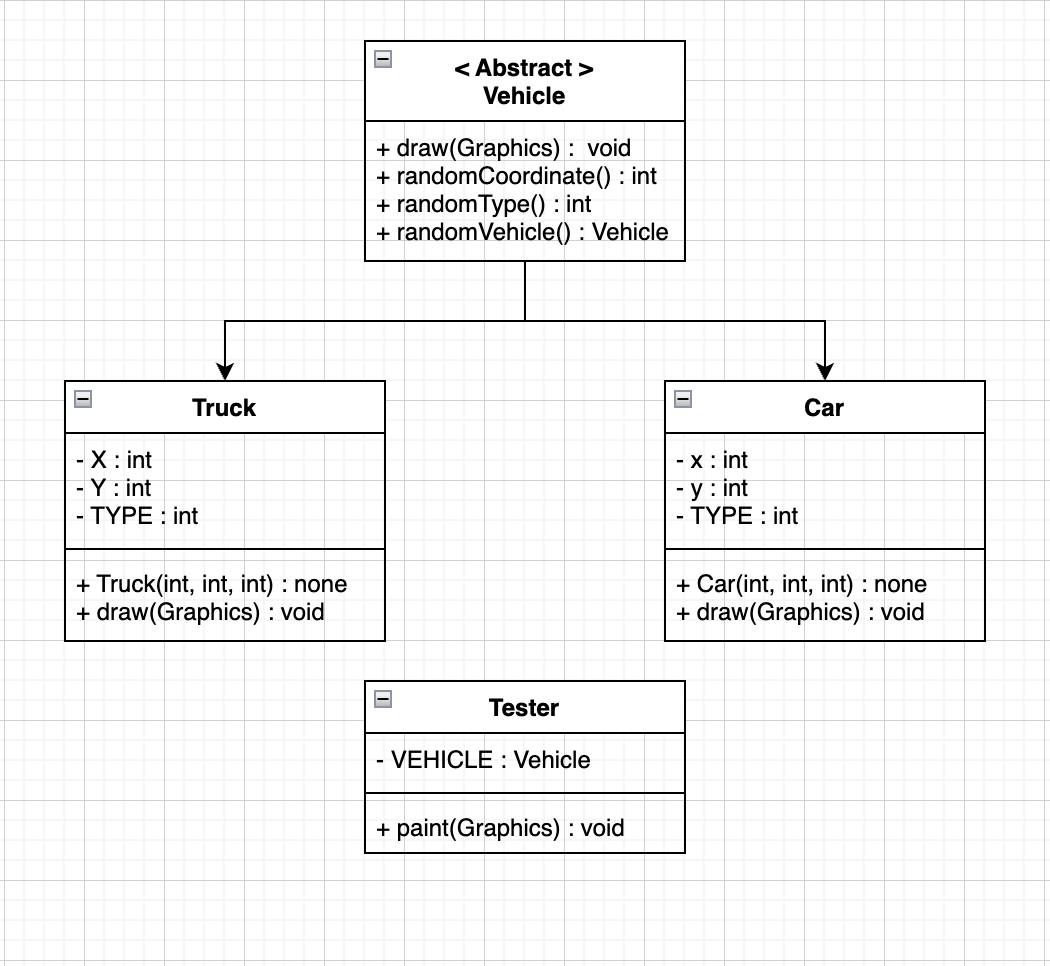 < Abstract >
Vehicle
+ draw(Graphics) :  void
+ randomCoordinate() : int
+ randomType() : int
+ randomVehicle() : Vehicle
Truck
- X : int
- Y : int
- TYPE : int
+ Truck(int, int, int) : none
+ draw(Graphics) : void
Car
- x : int
- y : int
- TYPE : int
+ Car(int, int, int) : none
+ draw(Graphics) : void
Tester
- VEHICLE : Vehicle
+ paint(Graphics) : void